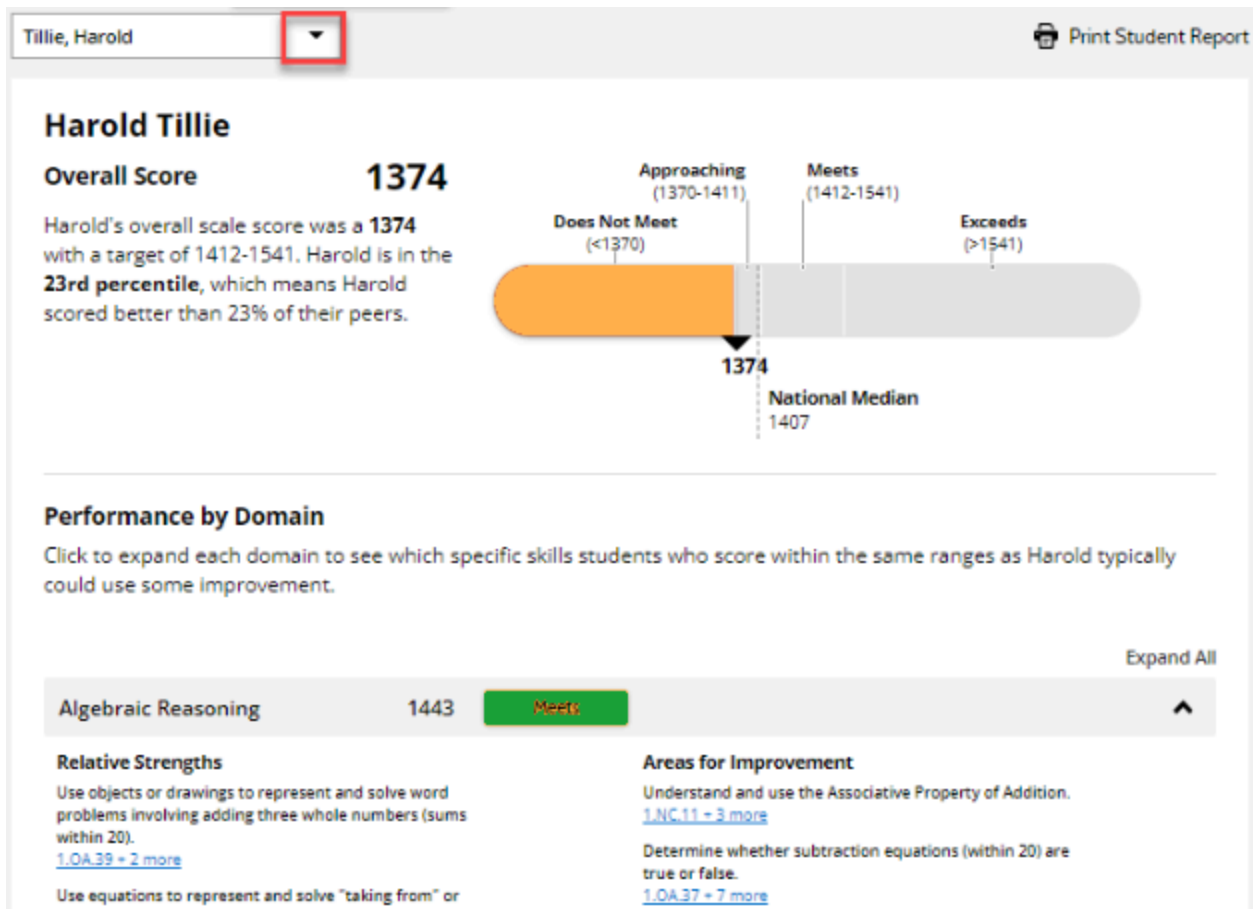 Tillie, Harold
Print Student Report
Harold Tillie
Overall Score 1374
Harold's overall scale score was a 1374
with a target of 1412-1541. Harold is in the
23rd percentile, which means Harold
scored better than 23% of their peers.
Approaching
(1370-1411)
Meets
(1412-1541)
Does Not Meet
(<1370)
Exceeds
(>1541)
1374
National Median
1407
Performance by Domain
Click to expand each domain to see which specific skills students who score within the same ranges as Harold typically
could use some improvement.
Expand All
Algebraic Reasoning 1443 Meets
Relative Strengths
Use objects or drawings to represent and solve word
problems involving adding three whole numbers (sums
within 20).
1.OA.39 + 2 more
Use equations to represent and solve "taking from" or
Areas for Improvement
Understand and use the Associative Property of Addition.
1.NC.11 + 3 more
Determine whether subtraction equations (within 20) are
true or false.
1.OA.37 + 7 more